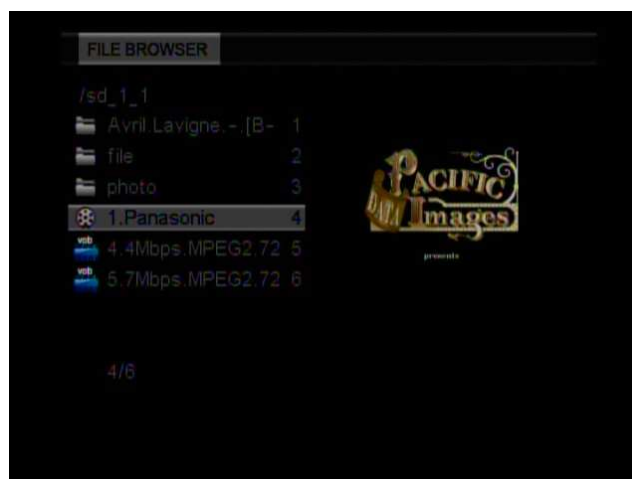 FILE BROWSER
/sd_1_1
Avril.Lavigne.-.[B- 1
file 2
photo 3
1.Panasonic 4
vob 4.4Mbps.MPEG2.72 5
vob 5.7Mbps.MPEG2.72 6
4/6
PACIFIC
DATA Images
presents